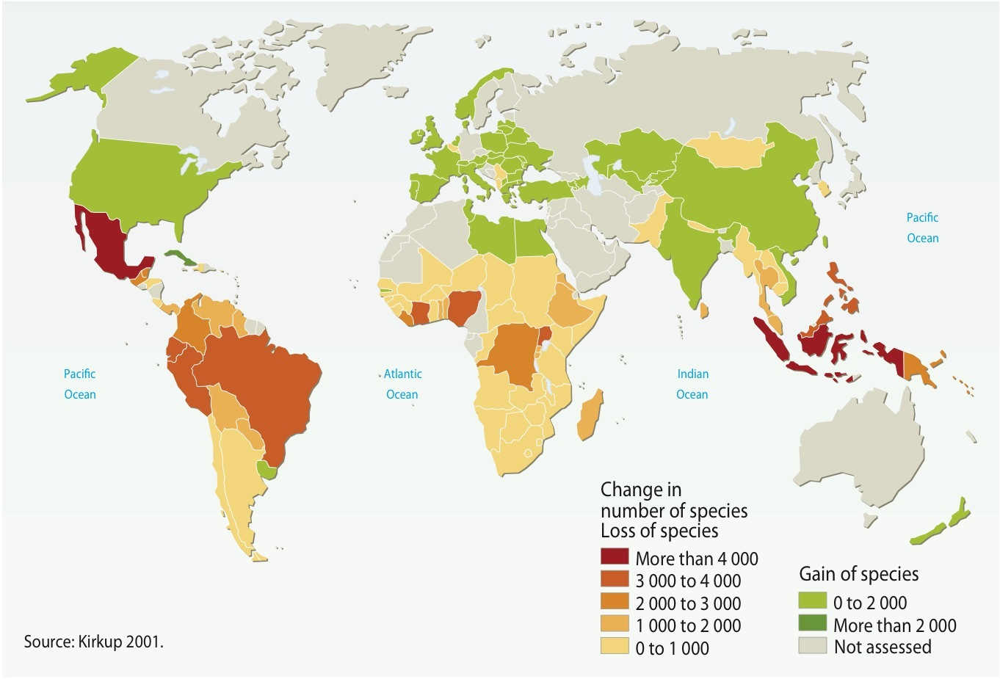 Pacific
Ocean
Pacific
Ocean
Atlantic
Ocean
Indian
Ocean
Change in
number of species
Loss of species
More than 4 000
3 000 to 4 000
2 000 to 3 000
1 000 to 2 000
0 to 1 000
Gain of species
0 to 2 000
More than 2 000
Not assessed
Source: Kirkup 2001.